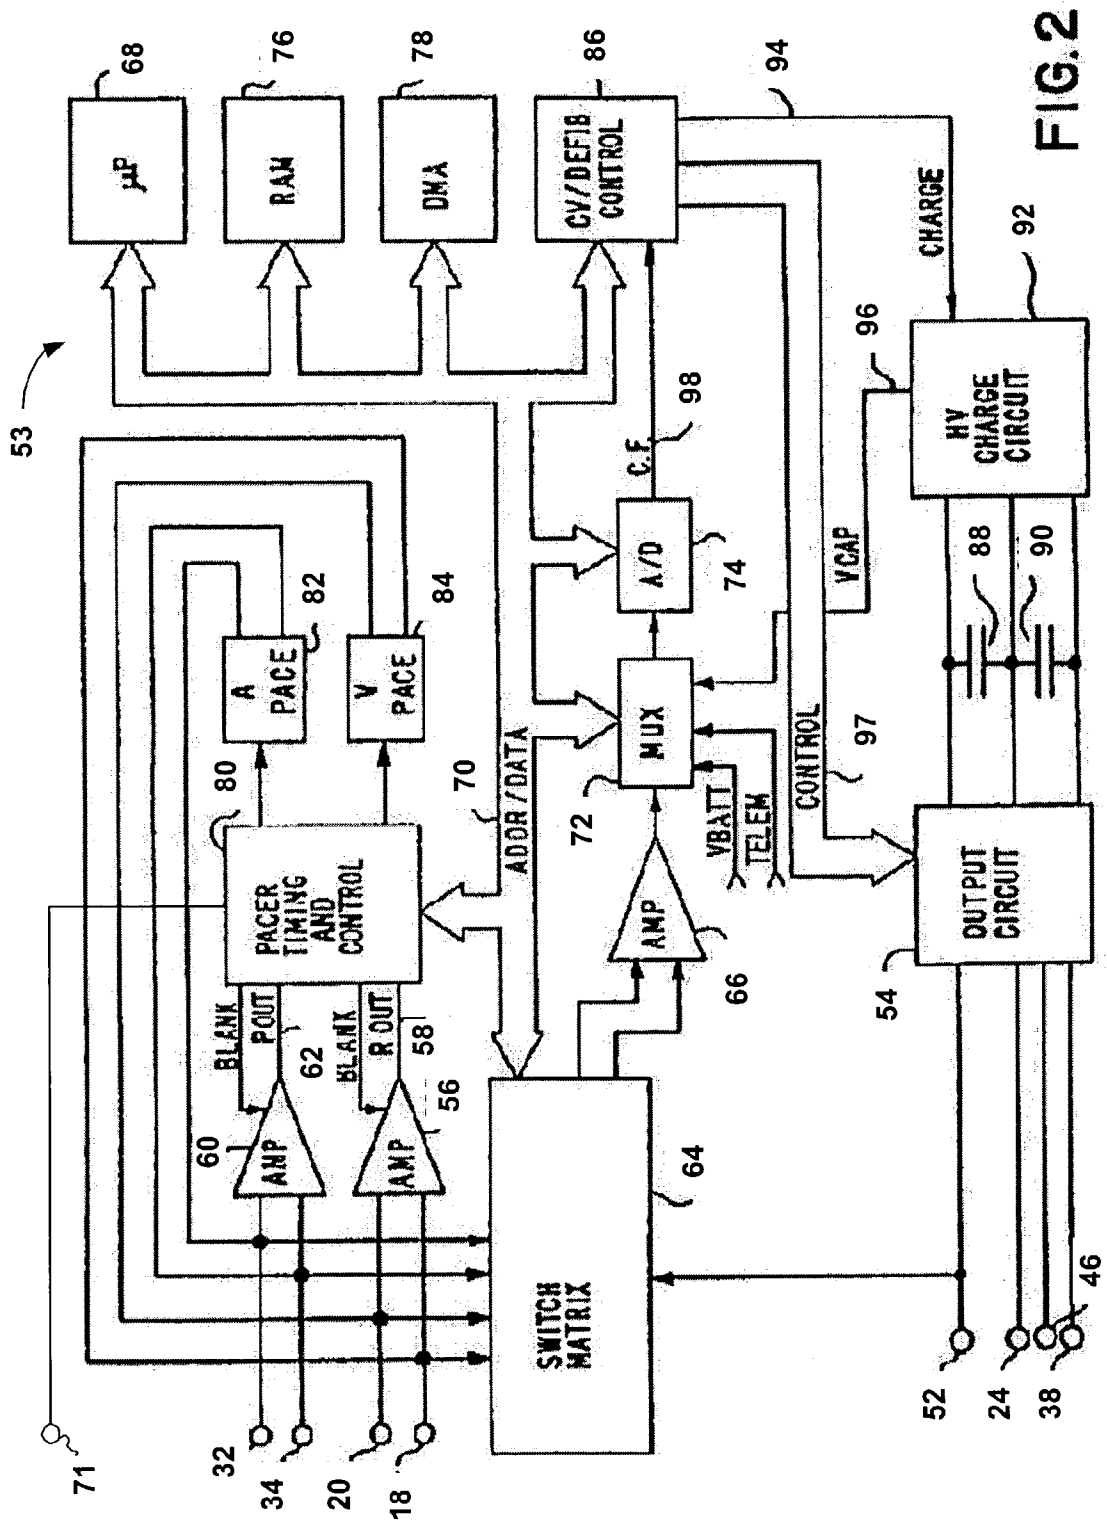 FIG.2
53
68
µP
76
RAM
78
DMA
86
CV/DEFIB
CONTROL
94
CHARGE
92
HV
CHARGE
CIRCUIT
96
VCAP
98
C.F.
A/D
74
MUX
72
VBATT
TELEM
CONTROL
97
88
90
ADDR/DATA
70
A
PACE
82
V
PACE
84
80
PACER
TIMING
AND
CONTROL
BLANK
POUT
62
BLANK
R OUT
58
60
AMP
56
AMP
AMP
66
OUTPUT
CIRCUIT
54
SWITCH
MATRIX
64
71
32
34
20
18
52
24
38
46